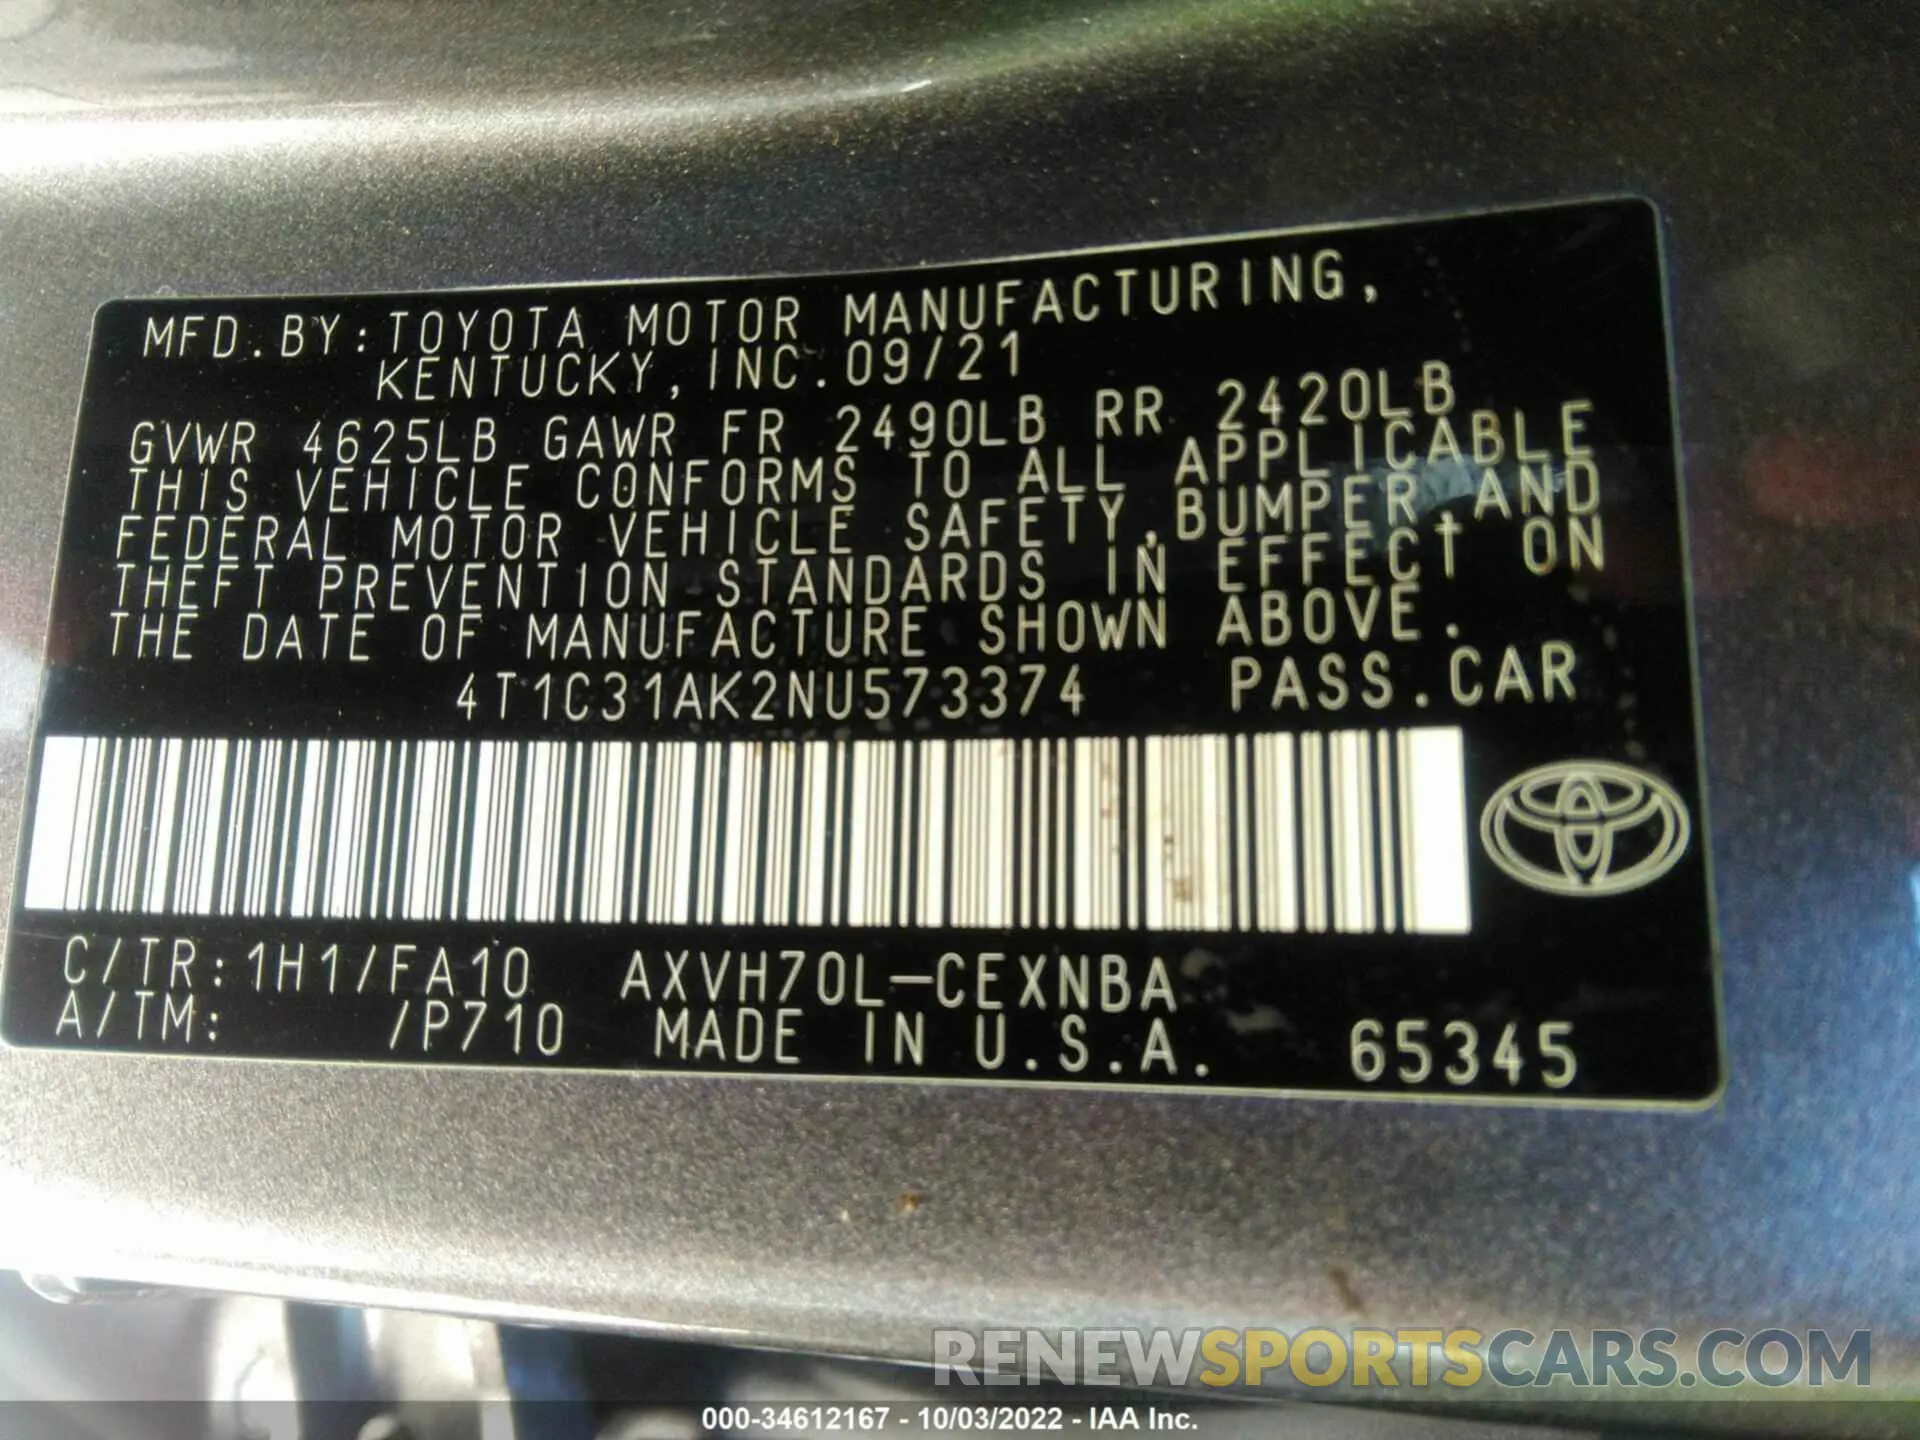 MFD.BY:TOYOTA MOTOR MANUFACTURING,
KENTUCKY, INC.09/21
GVWR 4625LB GAWR FR 2490LB RR 2420LB
THIS VEHICLE CONFORMS TO ALL APPLICABLE
FEDERAL MOTOR VEHICLE SAFETY,BUMPER,AND
THEFT PREVENTION STANDARDS IN EFFECT ON
THE DATE OF MANUFACTURE SHOWN ABOVE.
4T1C31AK2NU573374 PASS.CAR
C/TR:1H1/FA10 AXVH70L-CEXNBA
A/TM: /P710 MADE IN U.S.A. 65345
RENEWSPORTSCARS.COM
000-34612167 - 10/03/2022 - IAA Inc.